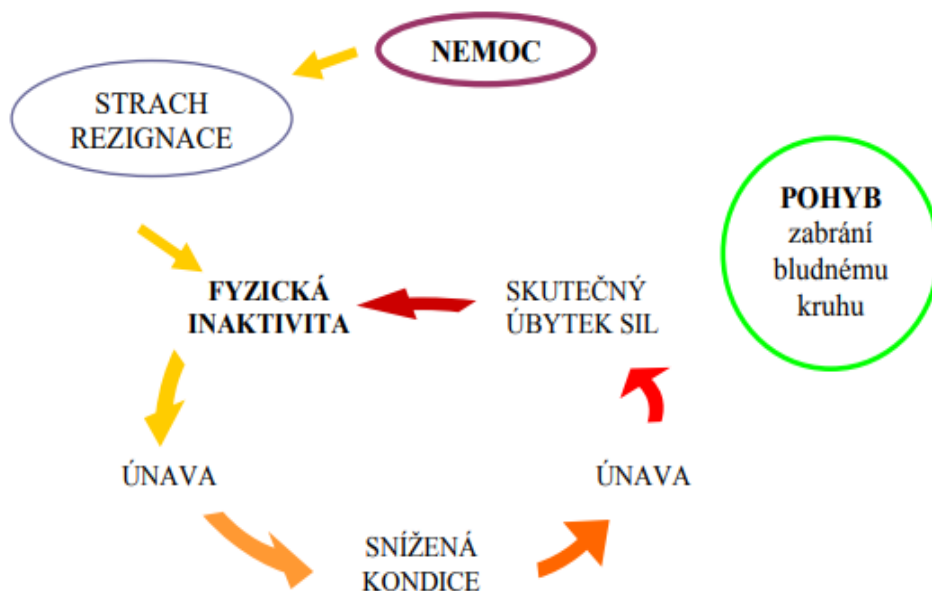 NEMOC
STRACH
REZIGNACE
POHYB
zabrání
bludnému
kruhu
FYZICKÁ
INAKTIVITA
SKUTEČNÝ
ÚBYTEK SIL
ÚNAVA
ÚNAVA
SNÍŽENÁ
KONDICE